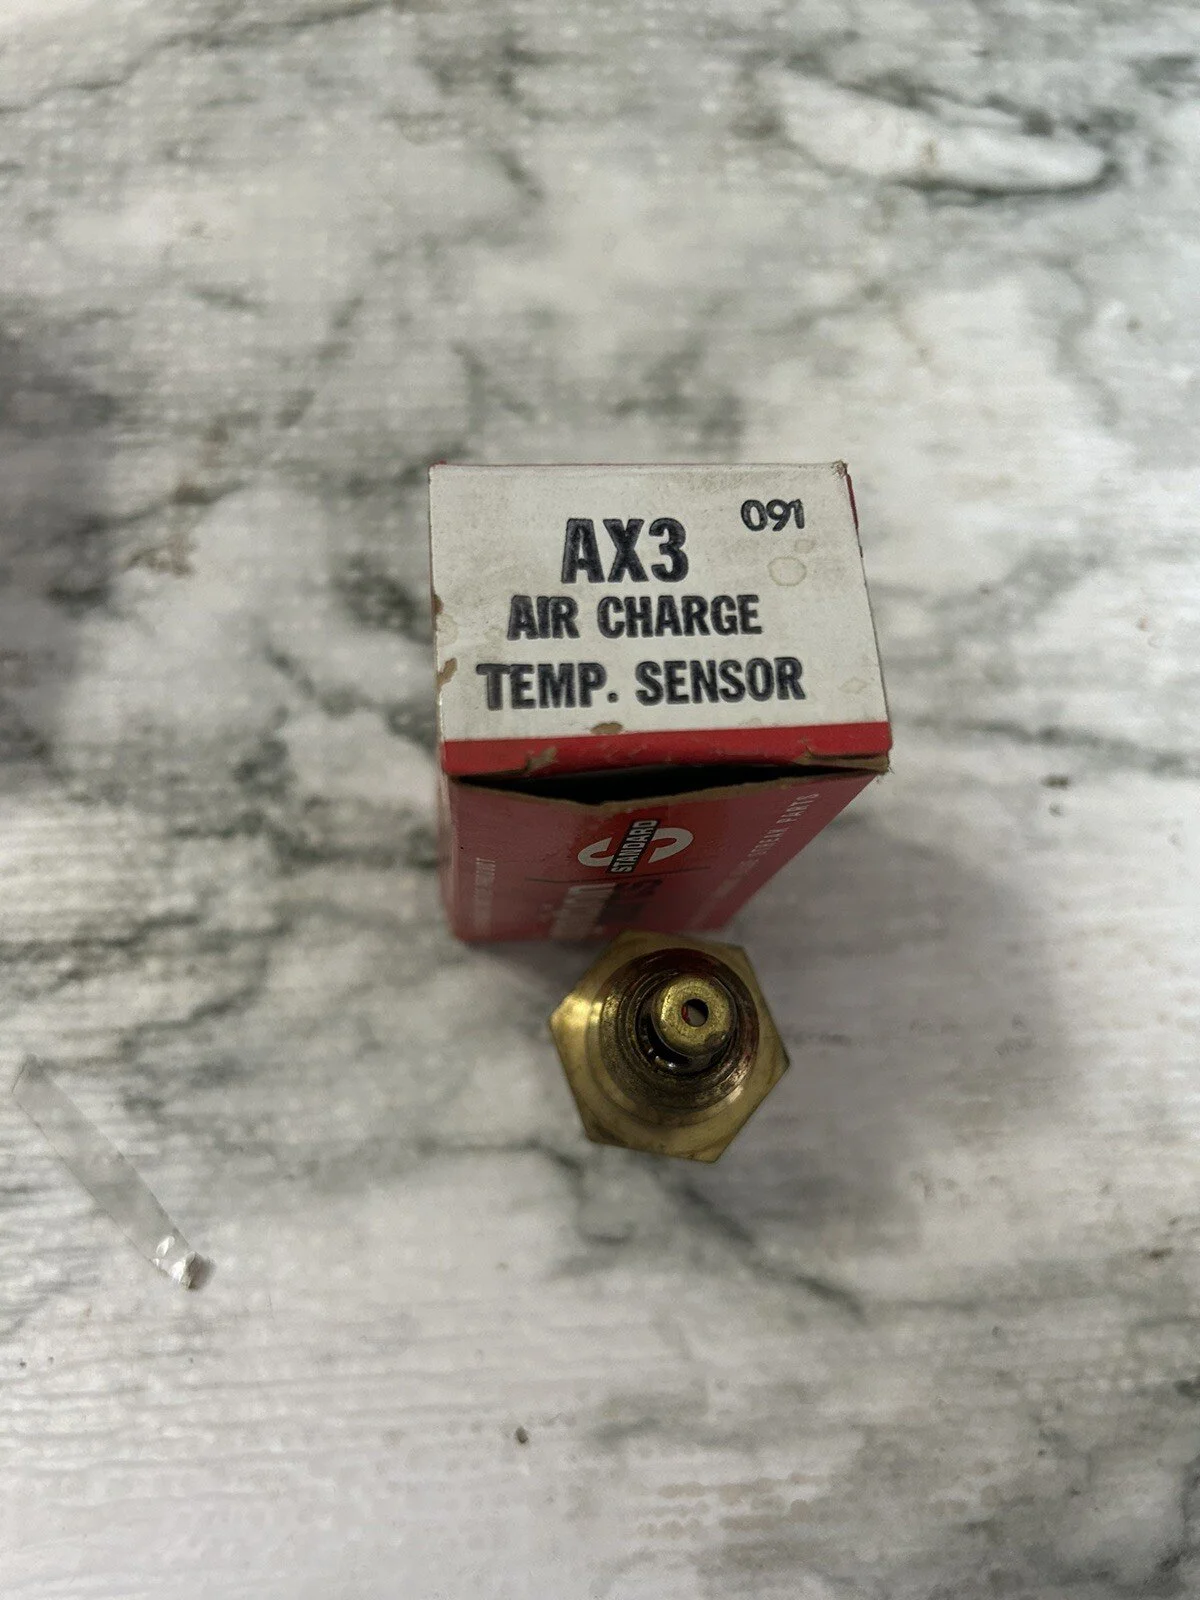 AX3 091
AIR CHARGE
TEMP. SENSOR
STANDARD